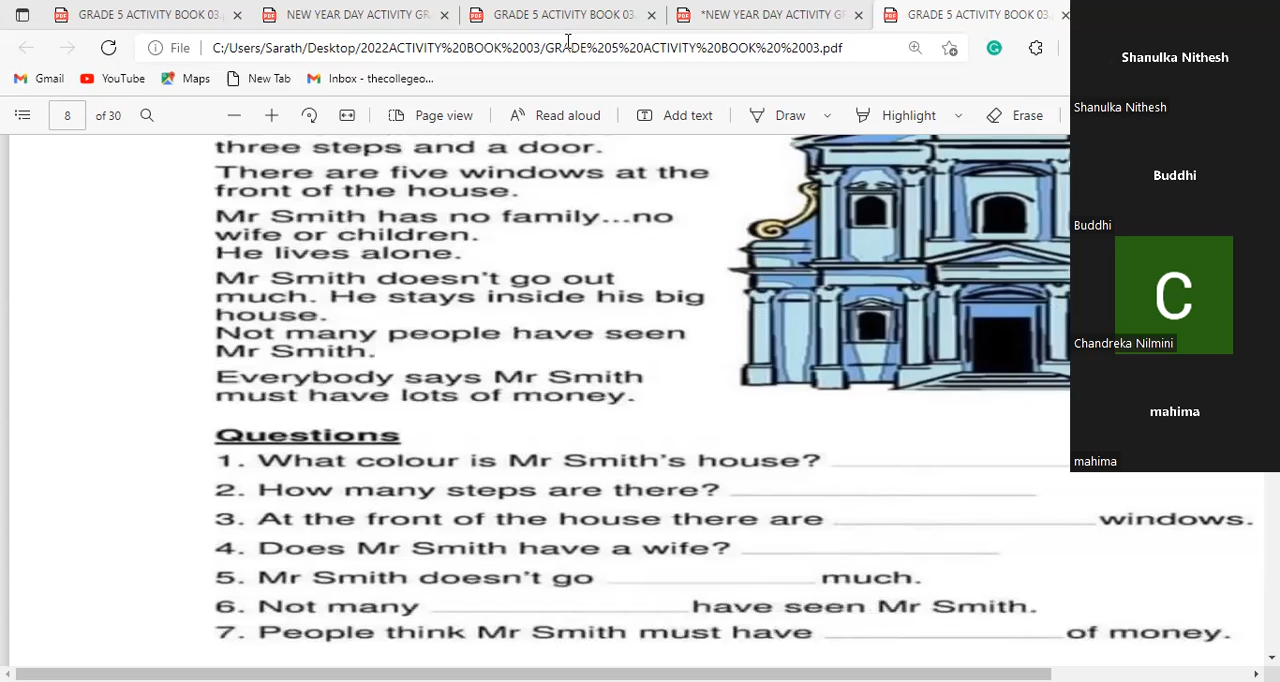 GRADE 5 ACTIVITY BOOK 03.
NEW YEAR DAY ACTIVITY GR
GRADE 5 ACTIVITY BOOK 03
*NEW YEAR DAY ACTIVITY G
GRADE 5 ACTIVITY BOOK 03.
File C:/Users/Sarath/Desktop/2022ACTIVITY%20BOOK%2003/GRADE%205%20ACTIVITY%20BOOK%20%2003.pdf
Gmail YouTube Maps New Tab Inbox - thecollegeo...
8 of 30 Page view Read aloud Add text Draw Highlight Erase
three steps and a door.
There are five windows at the
front of the house.
Mr Smith has no family...no
wife or children.
He lives alone.
Mr Smith doesn't go out
much. He stays inside his big
house.
Not many people have seen
Mr Smith.
Everybody says Mr Smith
must have lots of money.
Questions
1. What colour is Mr Smith's house?
2. How many steps are there?
3. At the front of the house there are windows.
4. Does Mr Smith have a wife?
5. Mr Smith doesn't go much.
6. Not many have seen Mr Smith.
7. People think Mr Smith must have of money.
Shanulka Nithesh
Shanulka Nithesh
Buddhi
Buddhi
C
Chandreka Nilmini
mahima
mahima